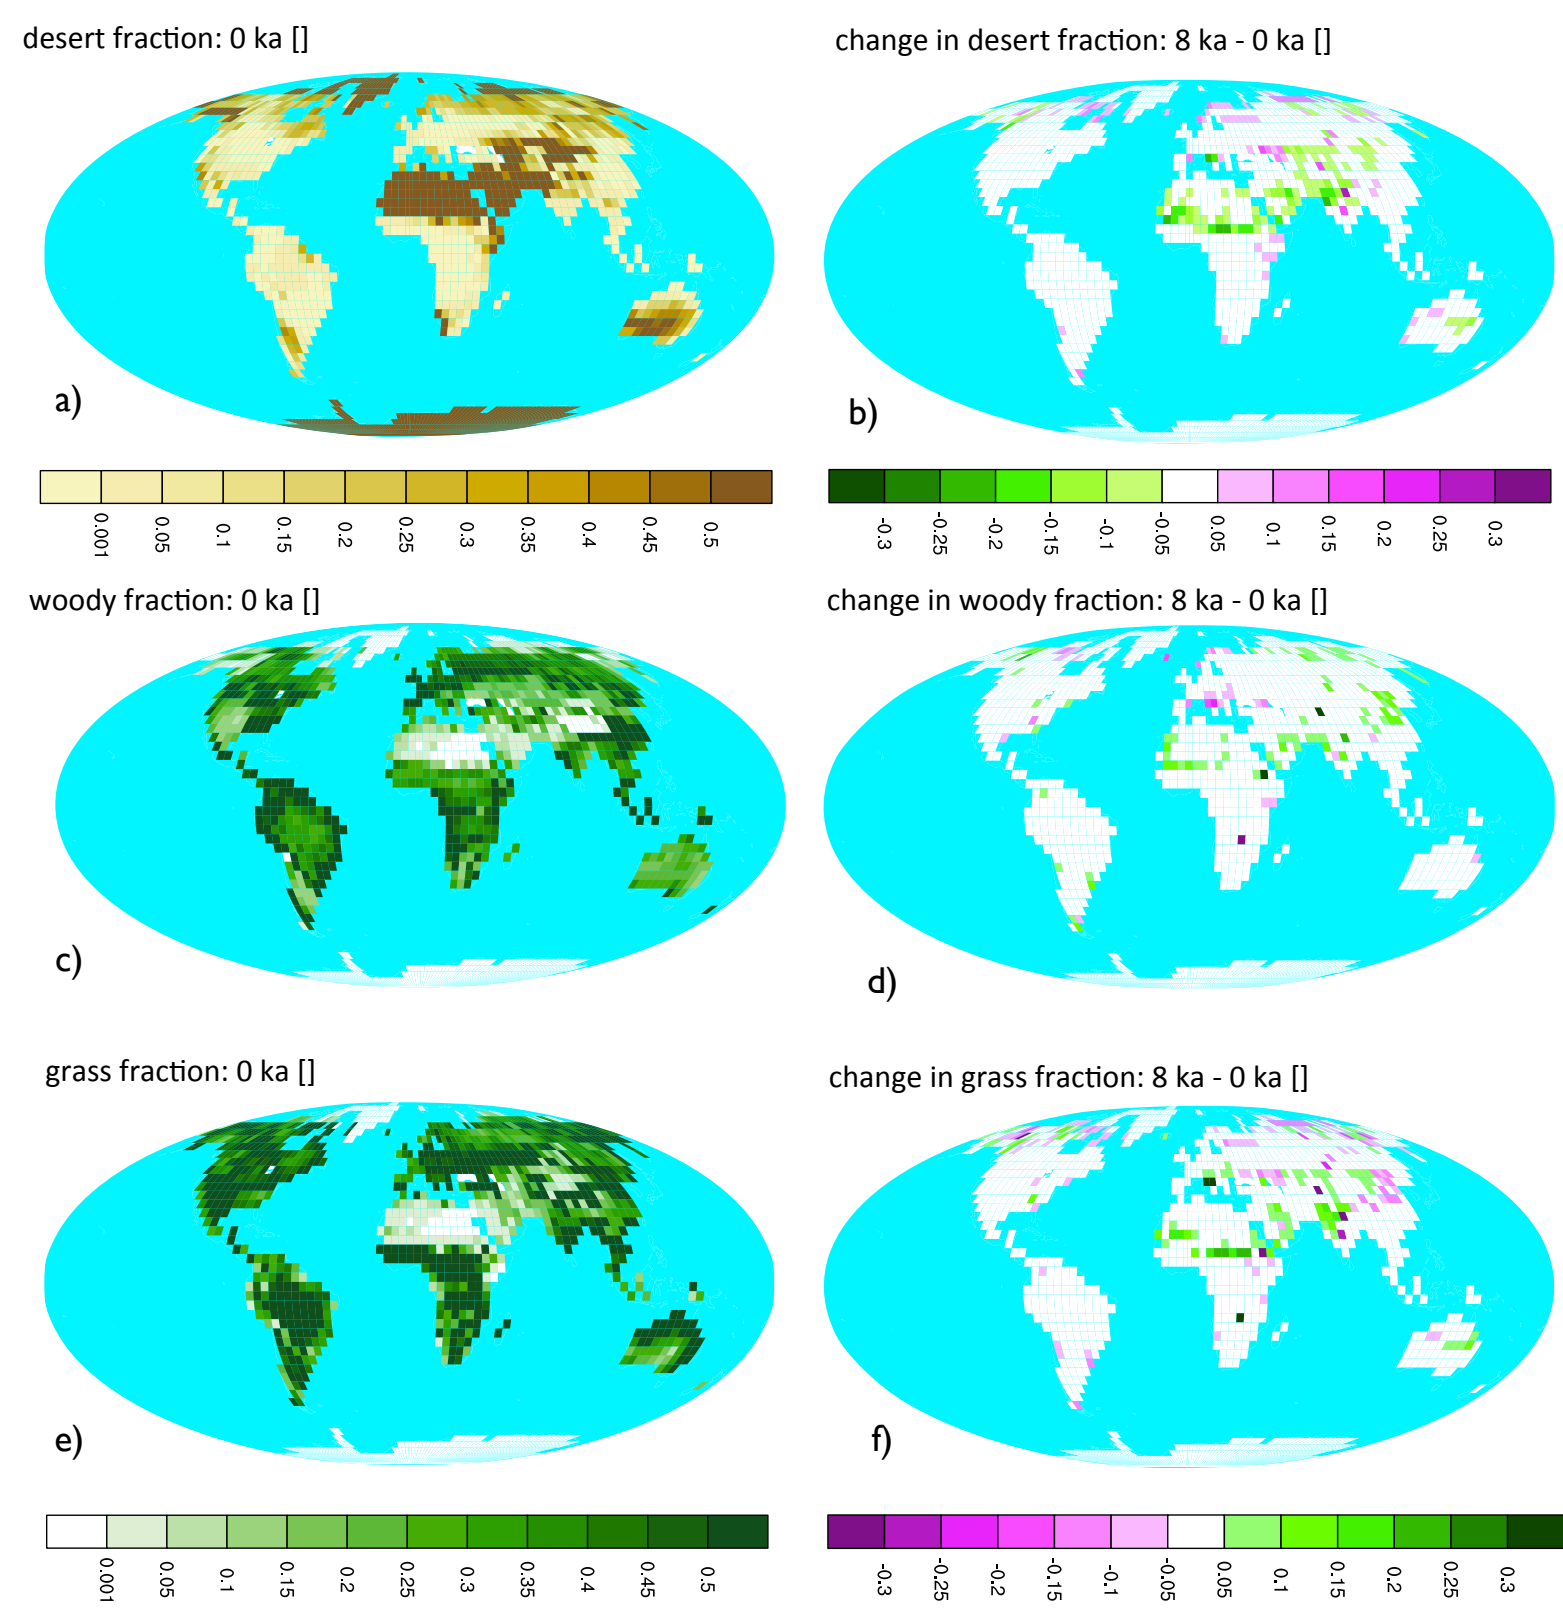 desert fraction: 0 ka []
change in desert fraction: 8 ka - 0 ka []
a)
b)
0.001 0.05 0.1 0.15 0.2 0.25 0.3 0.35 0.4 0.45 0.5
-0.3 -0.25 -0.2 -0.15 -0.1 -0.05 0.05 0.1 0.15 0.2 0.25 0.3
woody fraction: 0 ka []
change in woody fraction: 8 ka - 0 ka []
c)
d)
grass fraction: 0 ka []
change in grass fraction: 8 ka - 0 ka []
e)
f)
0.001 0.05 0.1 0.15 0.2 0.25 0.3 0.35 0.4 0.45 0.5
-0.3 -0.25 -0.2 -0.15 -0.1 -0.05 0.05 0.1 0.15 0.2 0.25 0.3